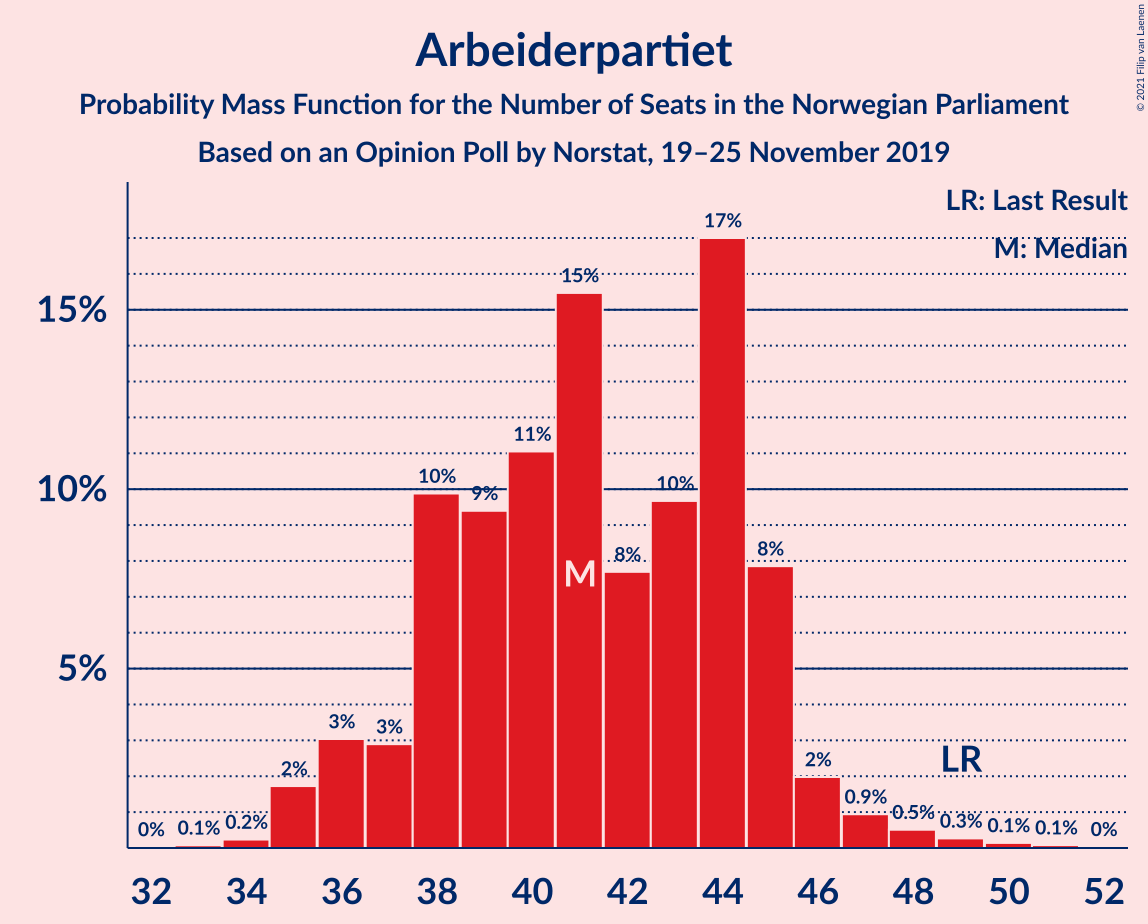 Arbeiderpartiet
Probability Mass Function for the Number of Seats in the Norwegian Parliament
Based on an Opinion Poll by Norstat, 19–25 November 2019
© 2021 Filip van Laenen
LR: Last Result
M: Median
15%
10%
5%
0% 0.1% 0.2% 2% 3% 3% 10% 9% 11% 15% 8% 10% 17% 8% 2% 0.9% 0.5% 0.3% 0.1% 0.1% 0%
M
LR
32 34 36 38 40 42 44 46 48 50 52